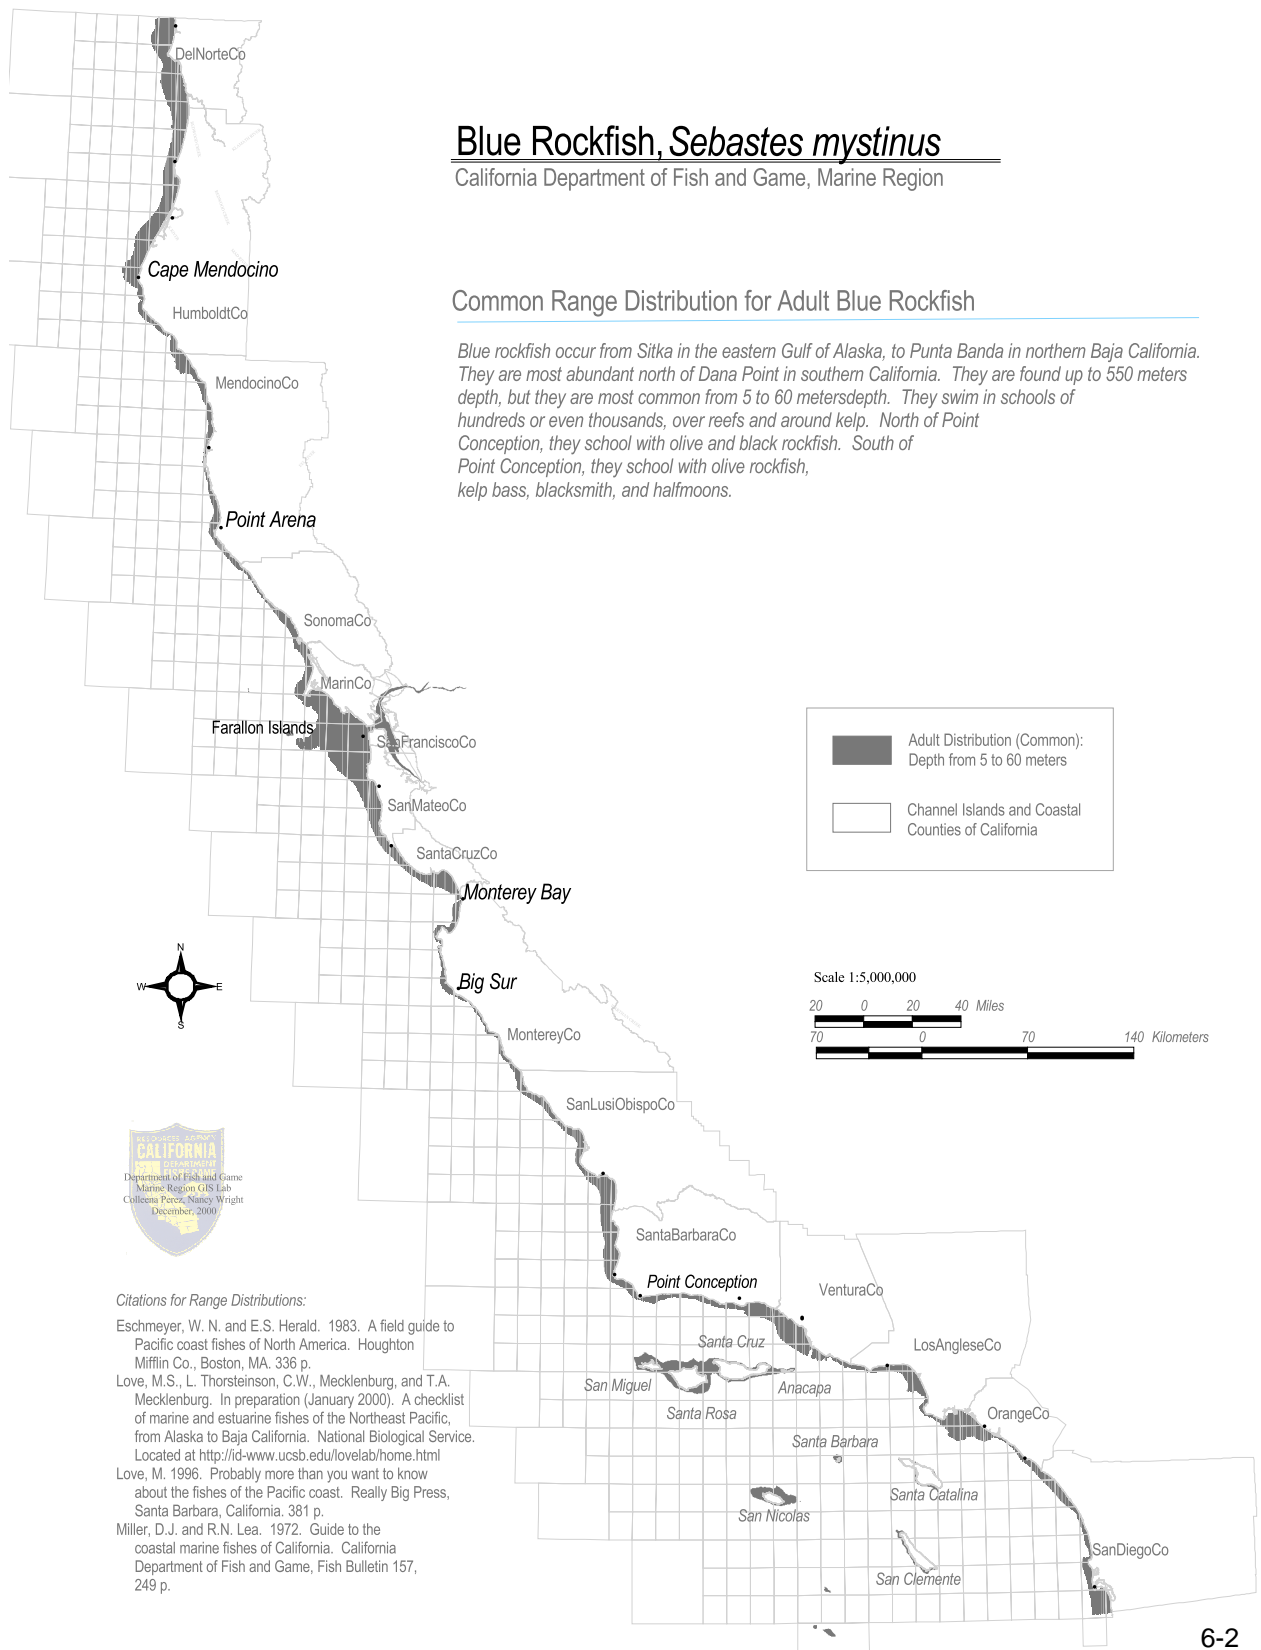 DelNorteCo
Blue Rockfish, Sebastes mystinus
California Department of Fish and Game, Marine Region
Cape Mendocino
HumboldtCo
Common Range Distribution for Adult Blue Rockfish
Blue rockfish occur from Sitka in the eastern Gulf of Alaska, to Punta Banda in northern Baja California.
They are most abundant north of Dana Point in southern California. They are found up to 550 meters
depth, but they are most common from 5 to 60 metersdepth. They swim in schools of
hundreds or even thousands, over reefs and around kelp. North of Point
Conception, they school with olive and black rockfish. South of
Point Conception, they school with olive rockfish,
kelp bass, blacksmith, and halfmoons.
MendocinoCo
Point Arena
SonomaCo
MarinCo
Farallon Islands
SanFranciscoCo
SanMateoCo
SantaCruzCo
Monterey Bay
Big Sur
MontereyCo
SanLusiObispoCo
SantaBarbaraCo
Point Conception
VenturaCo
LosAngleseCo
OrangeCo
SanDiegoCo
Santa Cruz
San Miguel
Anacapa
Santa Rosa
Santa Barbara
Santa Catalina
San Nicolas
San Clemente
Adult Distribution (Common):
Depth from 5 to 60 meters
Channel Islands and Coastal
Counties of California
N
W E
S
Scale 1:5,000,000
20 0 20 40 Miles
70 0 70 140 Kilometers
RESOURCES AGENCY
CALIFORNIA
DEPARTMENT
FISH & GAME
Department of Fish and Game
Marine Region GIS Lab
Colleena Perez, Nancy Wright
December, 2000
Citations for Range Distributions:
Eschmeyer, W. N. and E.S. Herald. 1983. A field guide to
Pacific coast fishes of North America. Houghton
Mifflin Co., Boston, MA. 336 p.
Love, M.S., L. Thorsteinson, C.W., Mecklenburg, and T.A.
Mecklenburg. In preparation (January 2000). A checklist
of marine and estuarine fishes of the Northeast Pacific,
from Alaska to Baja California. National Biological Service.
Located at http://id-www.ucsb.edu/lovelab/home.html
Love, M. 1996. Probably more than you want to know
about the fishes of the Pacific coast. Really Big Press,
Santa Barbara, California. 381 p.
Miller, D.J. and R.N. Lea. 1972. Guide to the
coastal marine fishes of California. California
Department of Fish and Game, Fish Bulletin 157,
249 p.
6-2